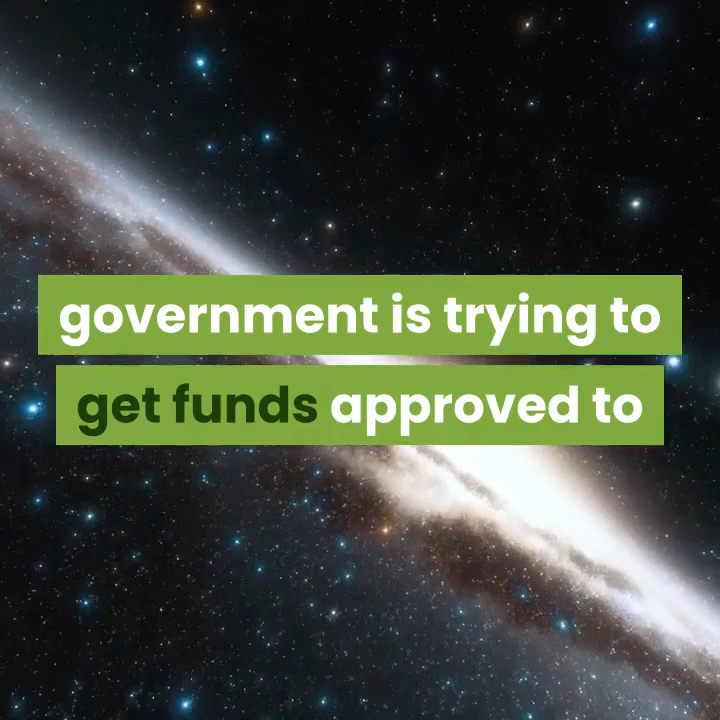 government is trying to
get funds approved to